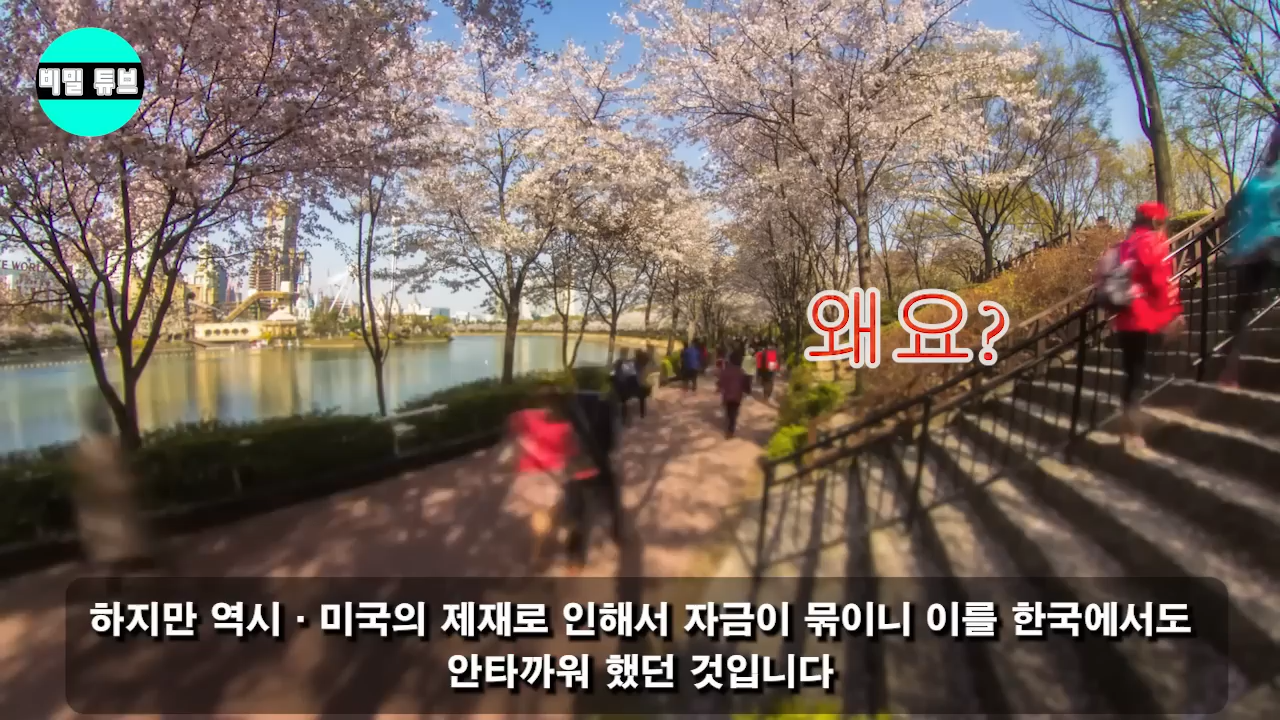 비밀 튜브
왜요?
하지만 역시 · 미국의 제재로 인해서 자금이 묶이니 이를 한국에서도
안타까워 했던 것입니다